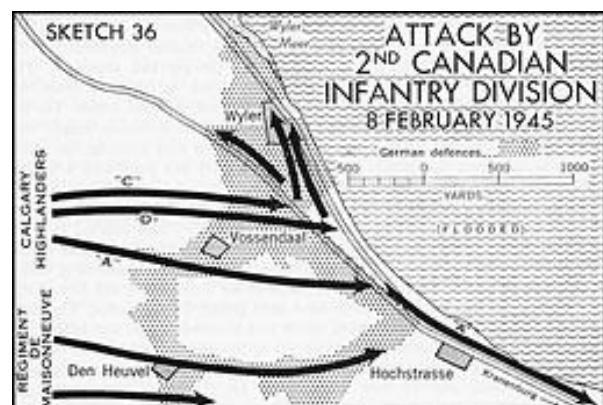 SKETCH 36
ATTACK BY
2ND CANADIAN
INFANTRY DIVISION
8 FEBRUARY 1945
Wyler
Meer
German defences
500 0 500 1000
YARDS
(FLOODED)
Wyler
CALGARY
HIGHLANDERS
"C"
"D"
"A"
Vossendaal
"A"
RÉGIMENT
DE
MAISONNEUVE
Den Heuvel
Hochstrasse
Kranenburg